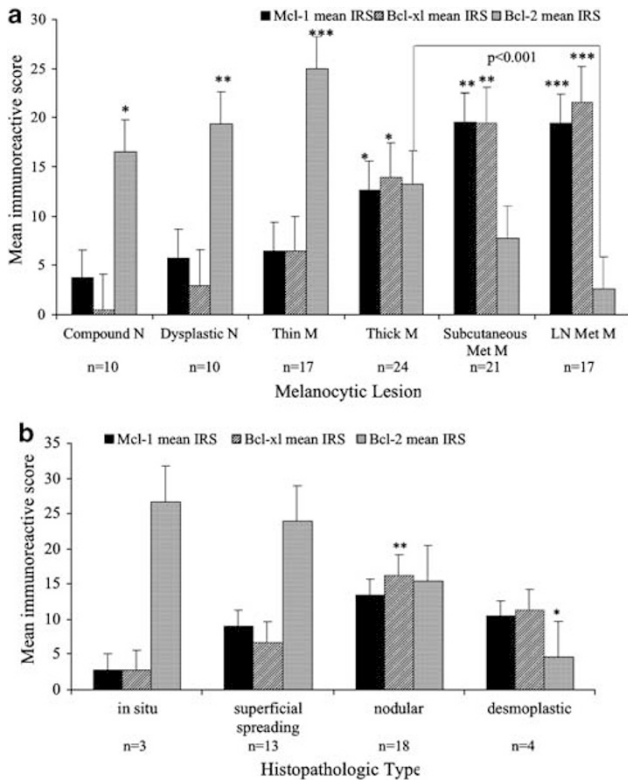 a
Mcl-1 mean IRS Bcl-xl mean IRS Bcl-2 mean IRS
Mean immunoreactive score
30
25
20
15
10
5
0
* ** *** * * ** ** *** ***
p<0.001
Compound N Dysplastic N Thin M Thick M Subcutaneous Met M LN Met M
n=10 n=10 n=17 n=24 n=21 n=17
Melanocytic Lesion
b
Mcl-1 mean IRS Bcl-xl mean IRS Bcl-2 mean IRS
Mean immunoreactive score
35
30
25
20
15
10
5
0
** *
in situ superficial spreading nodular desmoplastic
n=3 n=13 n=18 n=4
Histopathologic Type